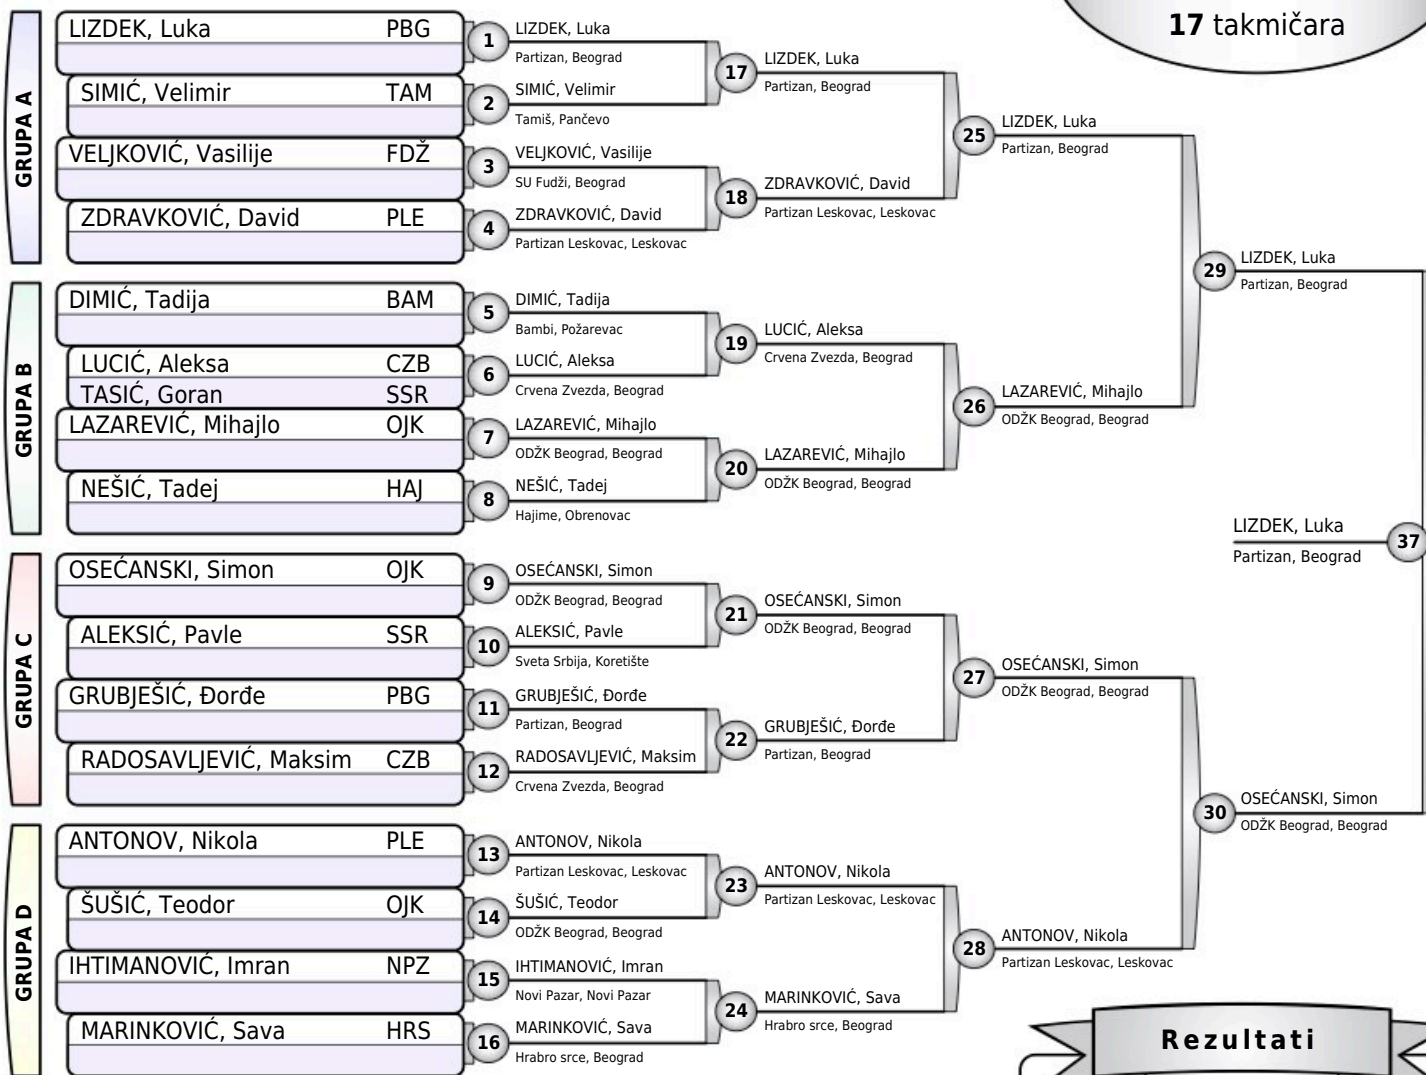 17 takmičara
GRUPA A
LIZDEK, Luka PBG
SIMIĆ, Velimir TAM
VELJKOVIĆ, Vasilije FDŽ
ZDRAVKOVIĆ, David PLE
GRUPA B
DIMIĆ, Tadija BAM
LUCIĆ, Aleksa CZB
TASIĆ, Goran SSR
LAZAREVIĆ, Mihajlo OJK
NEŠIĆ, Tadej HAJ
GRUPA C
OSEĆANSKI, Simon OJK
ALEKSIĆ, Pavle SSR
GRUBJEŠIĆ, Đorđe PBG
RADOSAVLJEVIĆ, Maksim CZB
GRUPA D
ANTONOV, Nikola PLE
ŠUŠIĆ, Teodor OJK
IHTIMANOVIĆ, Imran NPZ
MARINKOVIĆ, Sava HRS
1 LIZDEK, Luka
Partizan, Beograd
2 SIMIĆ, Velimir
Tamiš, Pančevo
3 VELJKOVIĆ, Vasilije
SU Fudži, Beograd
4 ZDRAVKOVIĆ, David
Partizan Leskovac, Leskovac
5 DIMIĆ, Tadija
Bambi, Požarevac
6 LUCIĆ, Aleksa
Crvena Zvezda, Beograd
7 LAZAREVIĆ, Mihajlo
ODŽK Beograd, Beograd
8 NEŠIĆ, Tadej
Hajime, Obrenovac
9 OSEĆANSKI, Simon
ODŽK Beograd, Beograd
10 ALEKSIĆ, Pavle
Sveta Srbija, Koretište
11 GRUBJEŠIĆ, Đorđe
Partizan, Beograd
12 RADOSAVLJEVIĆ, Maksim
Crvena Zvezda, Beograd
13 ANTONOV, Nikola
Partizan Leskovac, Leskovac
14 ŠUŠIĆ, Teodor
ODŽK Beograd, Beograd
15 IHTIMANOVIĆ, Imran
Novi Pazar, Novi Pazar
16 MARINKOVIĆ, Sava
Hrabro srce, Beograd
17 LIZDEK, Luka
Partizan, Beograd
18 ZDRAVKOVIĆ, David
Partizan Leskovac, Leskovac
19 LUCIĆ, Aleksa
Crvena Zvezda, Beograd
20 LAZAREVIĆ, Mihajlo
ODŽK Beograd, Beograd
21 OSEĆANSKI, Simon
ODŽK Beograd, Beograd
22 GRUBJEŠIĆ, Đorđe
Partizan, Beograd
23 ANTONOV, Nikola
Partizan Leskovac, Leskovac
24 MARINKOVIĆ, Sava
Hrabro srce, Beograd
25 LIZDEK, Luka
Partizan, Beograd
26 LAZAREVIĆ, Mihajlo
ODŽK Beograd, Beograd
27 OSEĆANSKI, Simon
ODŽK Beograd, Beograd
28 ANTONOV, Nikola
Partizan Leskovac, Leskovac
29 LIZDEK, Luka
Partizan, Beograd
30 OSEĆANSKI, Simon
ODŽK Beograd, Beograd
LIZDEK, Luka 37
Partizan, Beograd
Rezultati